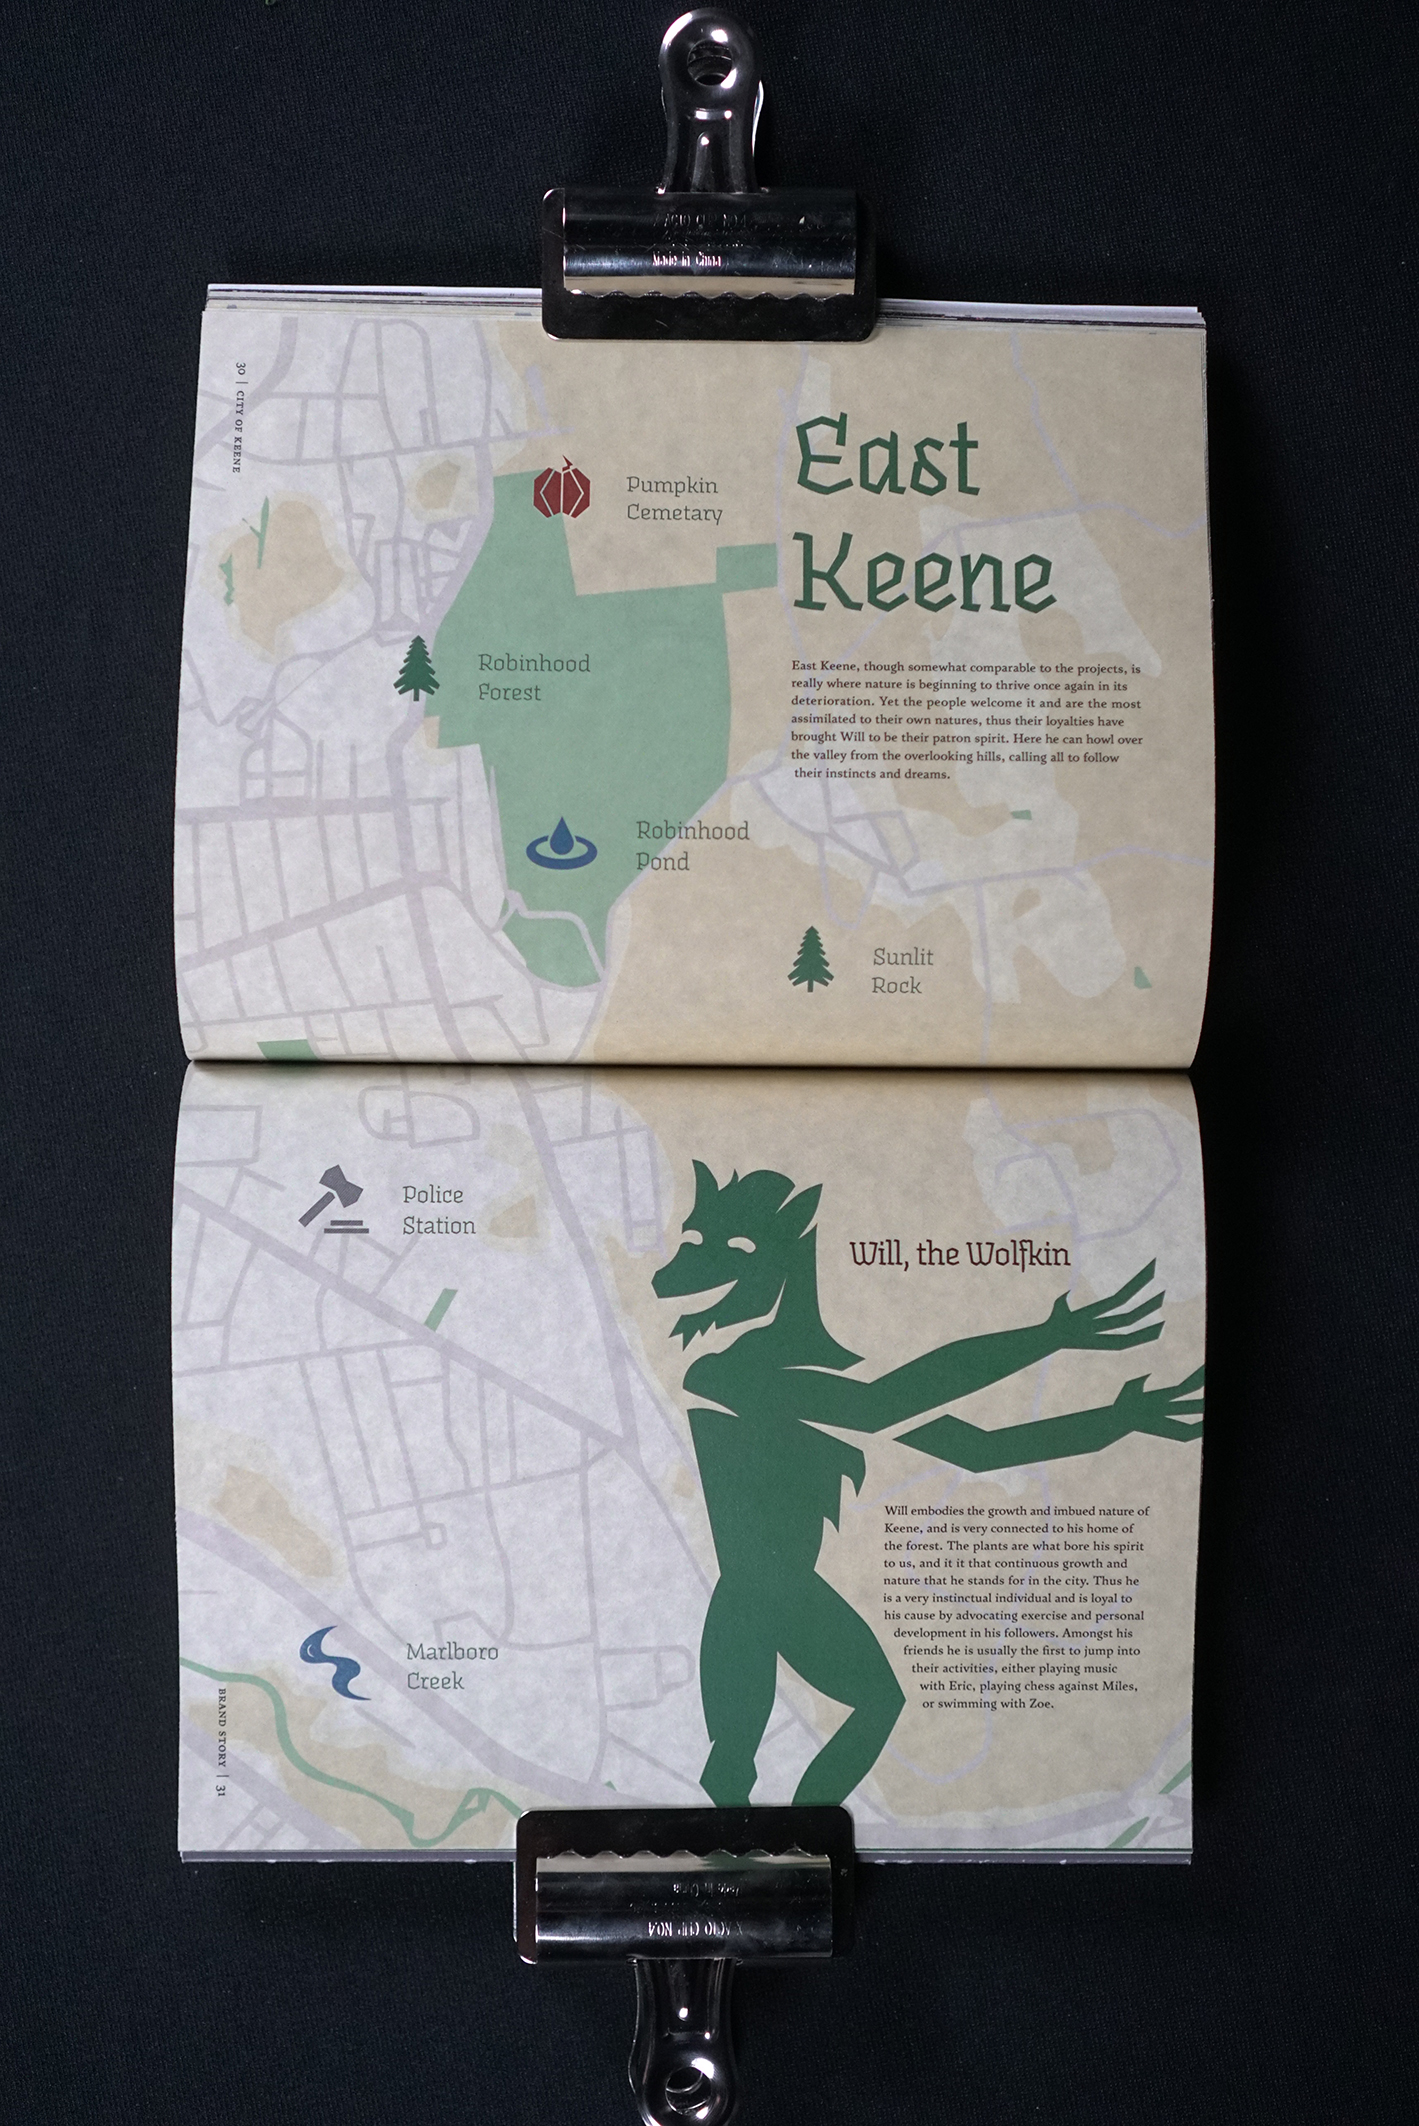 Made in China
30 | CITY OF KEENE
East
Keene
Pumpkin
Cemetary
Robinhood
Forest
East Keene, though somewhat comparable to the projects, is
really where nature is beginning to thrive once again in its
deterioration. Yet the people welcome it and are the most
assimilated to their own natures, thus their loyalties have
brought Will to be their patron spirit. Here he can howl over
the valley from the overlooking hills, calling all to follow
their instincts and dreams.
Robinhood
Pond
Sunlit
Rock
Police
Station
Will, the Wolfkin
Will embodies the growth and imbued nature of
Keene, and is very connected to his home of
the forest. The plants are what bore his spirit
to us, and it it that continuous growth and
nature that he stands for in the city. Thus he
is a very instinctual individual and is loyal to
his cause by advocating exercise and personal
development in his followers. Amongst his
friends he is usually the first to jump into
their activities, either playing music
with Eric, playing chess against Miles,
or swimming with Zoe.
Marlboro
Creek
BRAND STORY | 31
CLIP NO.4